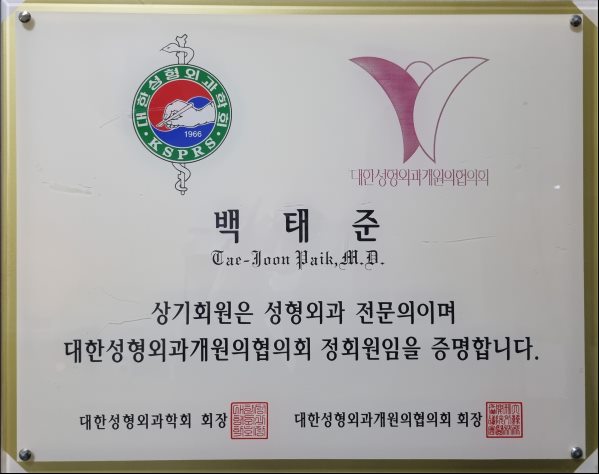 대한성형외과학회
KSPRS
1966
대한성형외과개원의협의회
백 태 준
Tae-Joon Paik, M.D.
상기회원은 성형외과 전문의이며
대한성형외과개원의협의회 정회원임을 증명합니다.
대한성형외과학회 회장
대한성형외과개원의협의회 회장